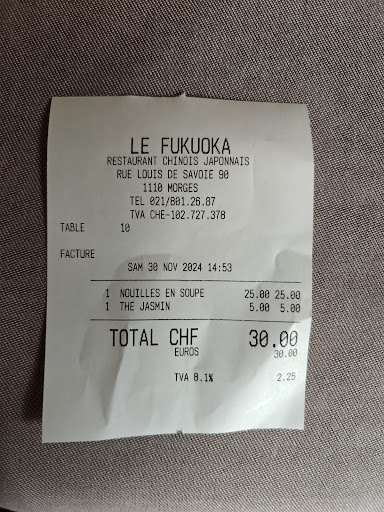 LE FUKUOKA
RESTAURANT CHINOIS JAPONNAIS
RUE LOUIS DE SAVOIE 90
1110 MORGES
TEL 021/801.26.87
TVA CHE-102.727.378
TABLE 10
FACTURE
SAM 30 NOV 2024 14:53
1 NOUILLES EN SOUPE 25.00 25.00
1 THE JASMIN 5.00 5.00
TOTAL CHF 30.00
EUROS 30.00
TVA 8.1% 2.25